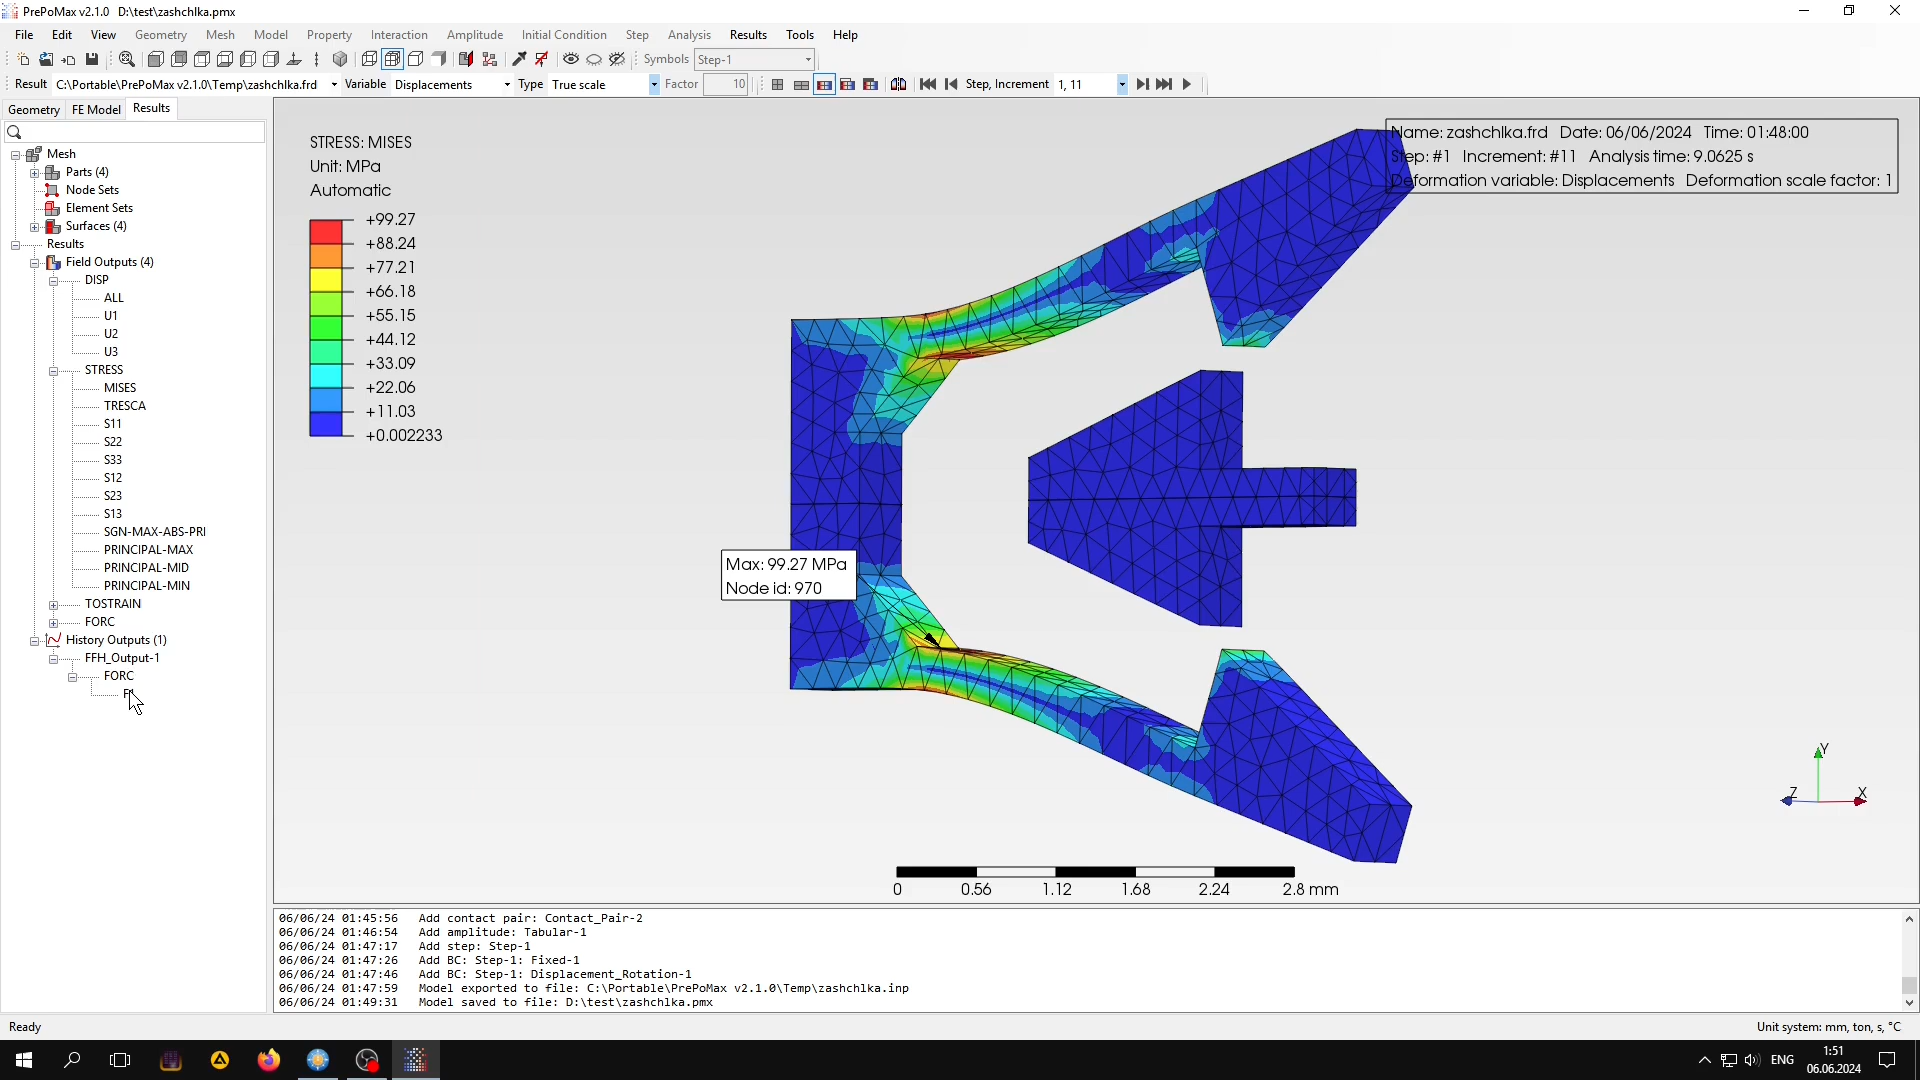 PrePoMax v2.1.0   D:\test\zashchlka.pmx
File Edit View Geometry Mesh Model Property Interaction Amplitude Initial Condition Step Analysis Results Tools Help
Symbols Step-1
Result C:\Portable\PrePoMax v2.1.0\Temp\zashchlka.frd Variable Displacements Type True scale Factor 10 Step, Increment 1, 11
Geometry FE Model Results
Mesh
Parts (4)
Node Sets
Element Sets
Surfaces (4)
Results
Field Outputs (4)
DISP
ALL
U1
U2
U3
STRESS
MISES
TRESCA
S11
S22
S33
S12
S23
S13
SGN-MAX-ABS-PRI
PRINCIPAL-MAX
PRINCIPAL-MID
PRINCIPAL-MIN
TOSTRAIN
FORC
History Outputs (1)
FFH_Output-1
FORC
STRESS: MISES
Unit: MPa
Automatic
+99.27
+88.24
+77.21
+66.18
+55.15
+44.12
+33.09
+22.06
+11.03
+0.002233
Name: zashchlka.frd Date: 06/06/2024 Time: 01:48:00
Step: #1 Increment: #11 Analysis time: 9.0625 s
Deformation variable: Displacements Deformation scale factor: 1
Max: 99.27 MPa
Node id: 970
Y
Z X
0 0.56 1.12 1.68 2.24 2.8 mm
06/06/24 01:45:56 Add contact pair: Contact_Pair-2
06/06/24 01:46:54 Add amplitude: Tabular-1
06/06/24 01:47:17 Add step: Step-1
06/06/24 01:47:26 Add BC: Step-1: Fixed-1
06/06/24 01:47:46 Add BC: Step-1: Displacement_Rotation-1
06/06/24 01:47:59 Model exported to file: C:\Portable\PrePoMax v2.1.0\Temp\zashchlka.inp
06/06/24 01:49:31 Model saved to file: D:\test\zashchlka.pmx
Ready
Unit system: mm, ton, s, °C
ENG
1:51
06.06.2024